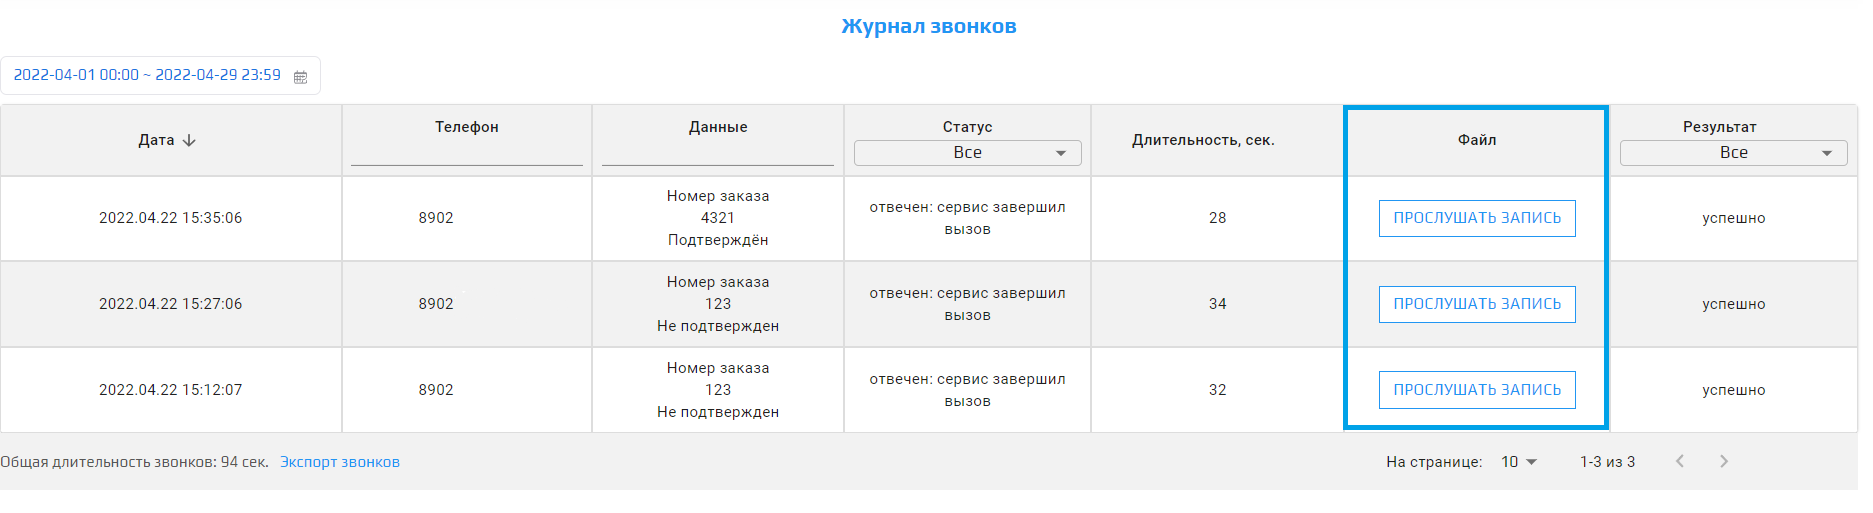 Журнал звонков
2022-04-01 00:00 ~ 2022-04-29 23:59
Дата Телефон Данные Статус Длительность, сек. Файл Результат
Все Все
2022.04.22 15:35:06 8902 Номер заказа 4321 Подтверждён отвечен: сервис завершил вызов 28 ПРОСЛУШАТЬ ЗАПИСЬ успешно
2022.04.22 15:27:06 8902 Номер заказа 123 Не подтвержден отвечен: сервис завершил вызов 34 ПРОСЛУШАТЬ ЗАПИСЬ успешно
2022.04.22 15:12:07 8902 Номер заказа 123 Не подтвержден отвечен: сервис завершил вызов 32 ПРОСЛУШАТЬ ЗАПИСЬ успешно
Общая длительность звонков: 94 сек. Экспорт звонков На странице: 10 1-3 из 3